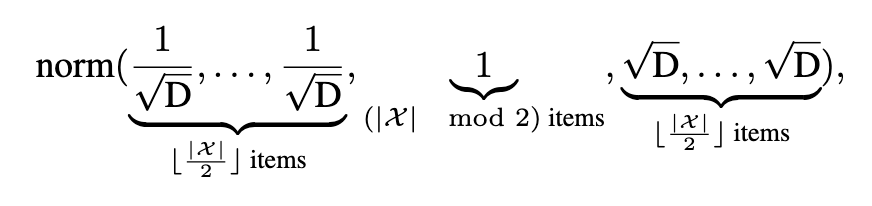 norm(1/√D, ..., 1/√D, 1, √D, ..., √D),
⌊|𝒳|/2⌋ items (|𝒳| mod 2) items ⌊|𝒳|/2⌋ items